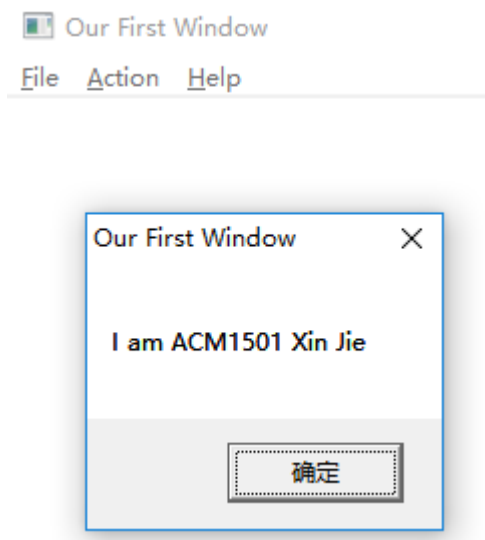 Our First Window
File Action Help
Our First Window
I am ACM1501 Xin Jie
确定